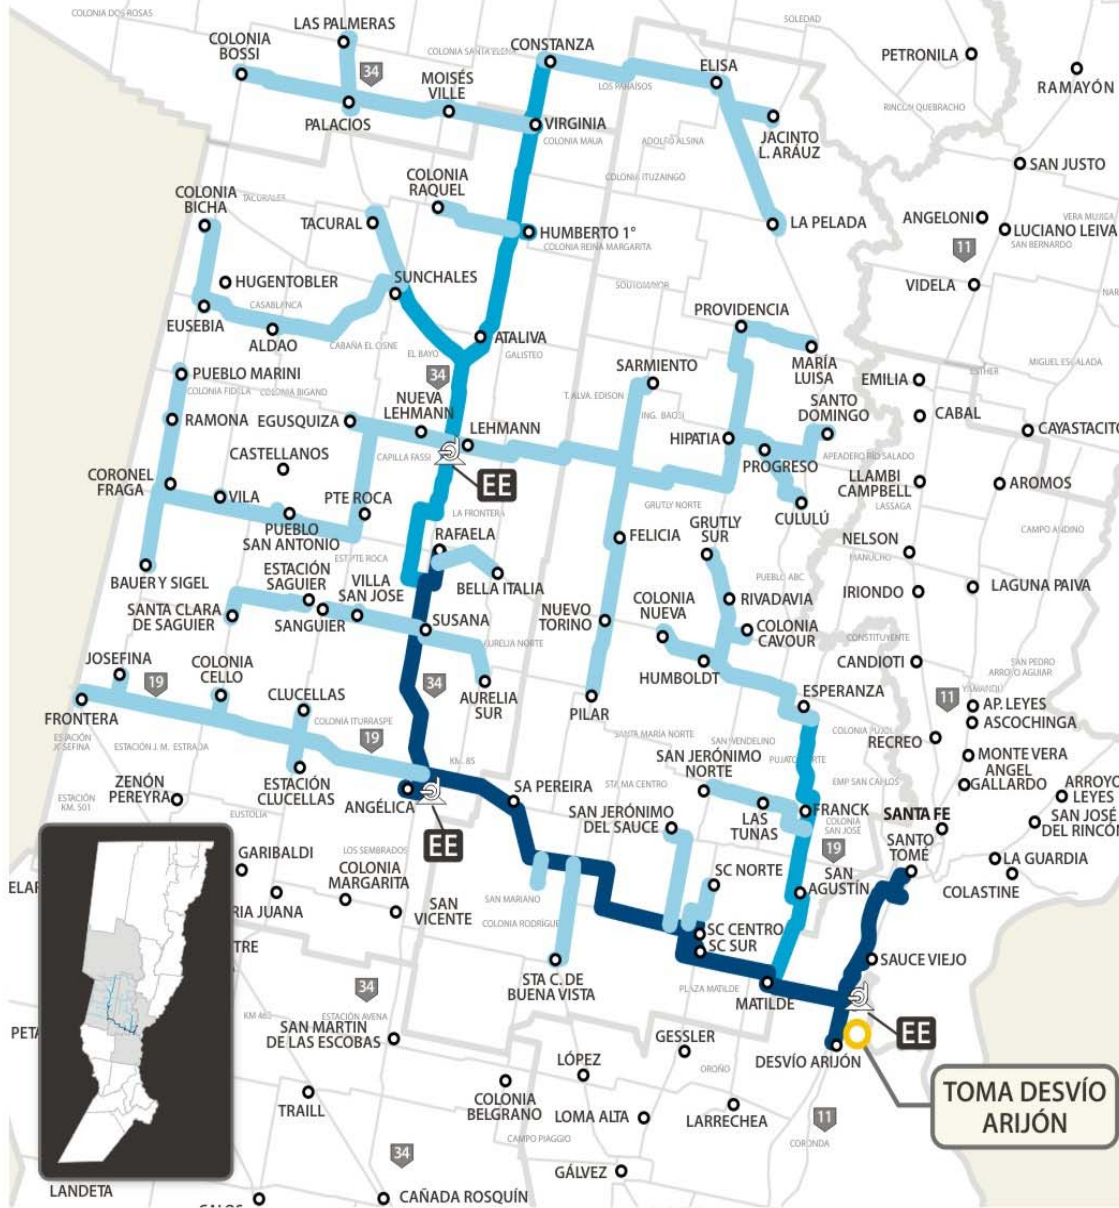 COLONIA DOS ROSAS
LAS PALMERAS
SOLEDAD
COLONIA
BOSSI
COLONIA SANTA ELENA
CONSTANZA
PETRONILA
34
MOISÉS
VILLE
ELISA
RAMAYÓN
LOS PARAÍSOS
RINCÓN QUEBRACHO
PALACIOS
VIRGINIA
COLONIA MAUA
ADOLFO ALSINA
JACINTO
L. ARÁUZ
SAN JUSTO
COLONIA
RAQUEL
COLONIA ITUZAINGÓ
COLONIA
BICHA
TACURALES
TACURAL
HUMBERTO 1°
COLONIA REINA MARGARITA
LA PELADA
ANGELONI
VERA MUJICA
LUCIANO LEIVA
SAN BERNARDO
11
HUGENTOBLER
SUNCHALES
SOUTOMAYOR
VIDELA
NAR
CASABLANCA
EUSEBIA
ALDAO
CABAÑA EL CISNE
EL BAYO
ATALIVA
GALISTEO
PROVIDENCIA
MARÍA
LUISA
MIGUEL ESCALADA
ESTHER
PUEBLO MARINI
COLONIA FIDELA
COLONIA BIGAND
34
NUEVA
LEHMANN
SARMIENTO
T. ALVA. EDISON
EMILIA
RAMONA
EGUSQUIZA
LEHMANN
ING. BAOSI
SANTO
DOMINGO
CABAL
CAYASTACITO
CASTELLANOS
CAPILLA FASSI
HIPATIA
PROGRESO
APEADERO RÍO SALADO
EE
CORONEL
FRAGA
VILA
PTE ROCA
LLAMBI
CAMPBELL
LASSAGA
AROMOS
PUEBLO
SAN ANTONIO
LA FRONTERA
GRUTLY NORTE
CULULÚ
CAMPO ANDINO
RAFAELA
FELICIA
GRUTLY
SUR
NELSON
MANUCHO
EST PTE ROCA
BAUER Y SIGEL
ESTACIÓN
SAGUIER
VILLA
SAN JOSE
BELLA ITALIA
PUEBLO ABC
IRIONDO
LAGUNA PAIVA
SANTA CLARA
DE SAGUIER
SANGUIER
SUSANA
NUEVO
TORINO
COLONIA
NUEVA
RIVADAVIA
COLONIA
CAVOUR
CONSTITUYENTE
AURELIA NORTE
JOSEFINA
19
COLONIA
CELLO
CLUCELLAS
34
AURELIA
SUR
HUMBOLDT
CANDIOTI
SAN PEDRO
ARROYO AGUIAR
FRONTERA
PILAR
ESPERANZA
11
YAMANDÚ
AP. LEYES
ASCOCHINGA
ESTACIÓN
JOSEFINA
ESTACIÓN J. M. ESTRADA
COLONIA ITURRASPE
19
SANTA MARÍA NORTE
SAN VENDELINO
COLONIA PUJOL
RECREO
ZENÓN
PEREYRA
ESTACIÓN
CLUCELLAS
KM. 85
SAN JERÓNIMO
NORTE
PUJATO NORTE
MONTE VERA
ESTACIÓN
KM. 501
EUSTOLIA
ANGÉLICA
SA PEREIRA
STA MA CENTRO
EMP SAN CARLOS
ANGEL
GALLARDO
ARROYO
LEYES
EE
SAN JERÓNIMO
DEL SAUCE
LAS
TUNAS
FRANCK
COLONIA
SAN JOSÉ
SANTA FE
SAN JOSÉ
DEL RINCÓ
GARIBALDI
LOS SEMBRADOS
19
SANTO
TOMÉ
LA GUARDIA
COLONIA
MARGARITA
SAN
VICENTE
SAN MARIANO
SC NORTE
SAN
AGUSTÍN
COLASTINE
RIA JUANA
COLONIA RODRÍGUE
SC CENTRO
SC SUR
TRE
STA C. DE
BUENA VISTA
PLAZA MATILDE
MATILDE
SAUCE VIEJO
34
KM 465
ESTACIÓN AVENA
PETA
SAN MARTIN
DE LAS ESCOBAS
GESSLER
DESVÍO ARIJÓN
EE
LÓPEZ
OROÑO
TRAILL
COLONIA
BELGRANO
LOMA ALTA
LARRECHEA
11
TOMA DESVÍO
ARIJÓN
CAMPO PIAGGIO
CORONDA
34
GÁLVEZ
LANDETA
CAÑADA ROSQUÍN